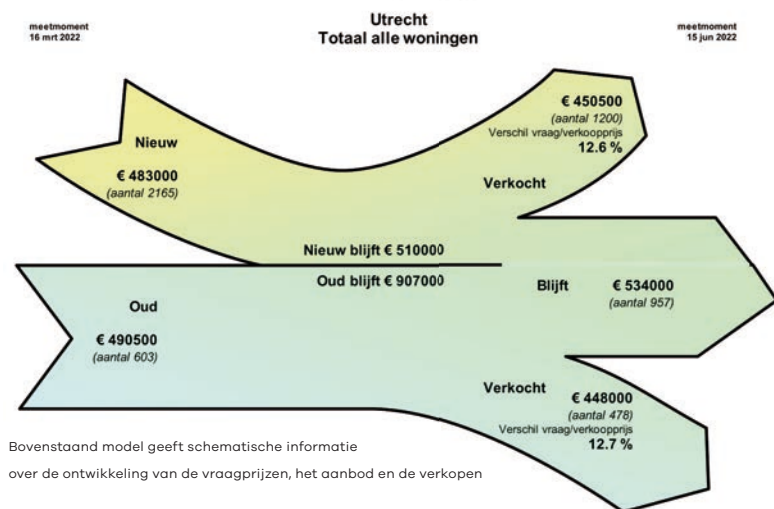 Utrecht
Totaal alle woningen
meetmoment
16 mrt 2022
meetmoment
15 jun 2022
Nieuw
€ 483000
(aantal 2165)
€ 450500
(aantal 1200)
Verschil vraag/verkoopprijs
12.6 %
Verkocht
Nieuw blijft € 510000
Oud blijft € 907000
Oud
€ 490500
(aantal 603)
Blijft
€ 534000
(aantal 957)
Verkocht
€ 448000
(aantal 478)
Verschil vraag/verkoopprijs
12.7 %
Bovenstaand model geeft schematische informatie
over de ontwikkeling van de vraagprijzen, het aanbod en de verkopen